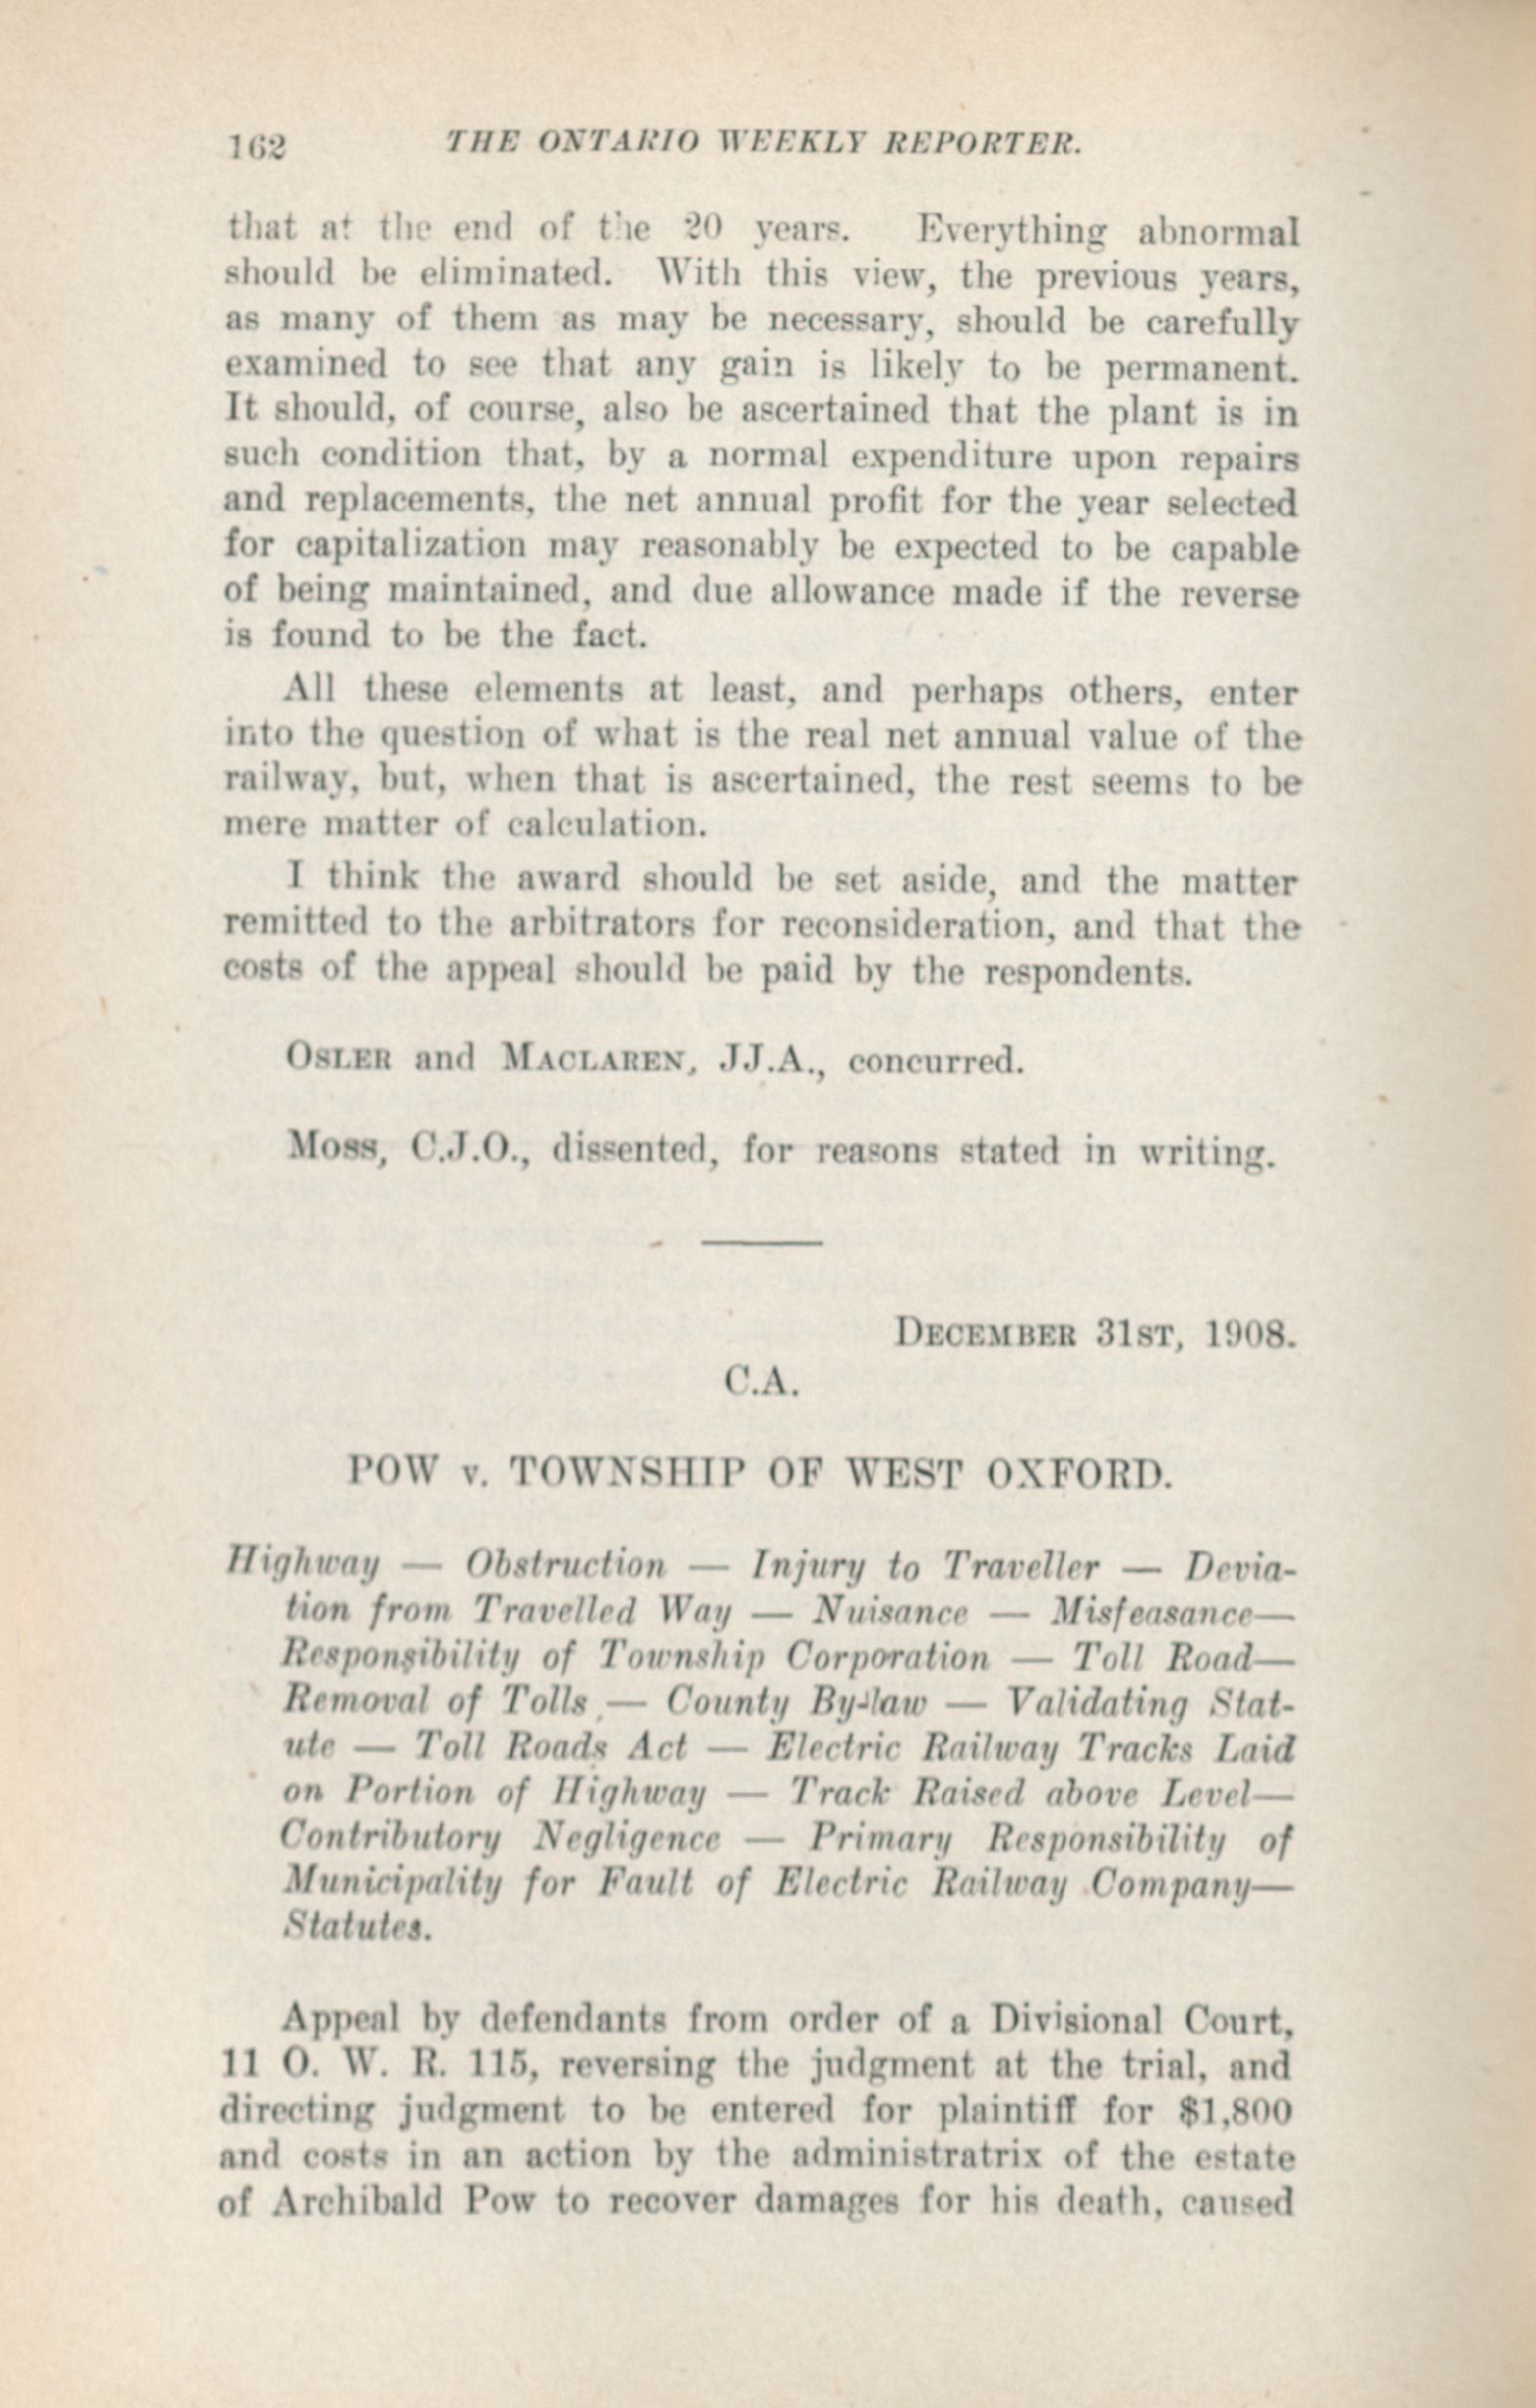 162 THE ONTARIO WEEKLY REPORTER.
that at the end of the 20 years. Everything abnormal
should be eliminated. With this view, the previous years,
as many of them as may be necessary, should be carefully
examined to see that any gain is likely to be permanent.
It should, of course, also be ascertained that the plant is in
such condition that, by a normal expenditure upon repairs
and replacements, the net annual profit for the year selected
for capitalization may reasonably be expected to be capable
of being maintained, and due allowance made if the reverse
is found to be the fact.
All these elements at least, and perhaps others, enter
into the question of what is the real net annual value of the
railway, but, when that is ascertained, the rest seems to be
mere matter of calculation.
I think the award should be set aside, and the matter
remitted to the arbitrators for reconsideration, and that the
costs of the appeal should be paid by the respondents.
OSLER and MACLAREN, JJ.A., concurred.
MOSS, C.J.O., dissented, for reasons stated in writing.
DECEMBER 31ST, 1908.
C.A.
POW v. TOWNSHIP OF WEST OXFORD.
Highway — Obstruction — Injury to Traveller — Devia-
tion from Travelled Way — Nuisance — Misfeasance—
Responsibility of Township Corporation — Toll Road—
Removal of Tolls — County By-law — Validating Stat-
ute — Toll Roads Act — Electric Railway Tracks Laid
on Portion of Highway — Track Raised above Level—
Contributory Negligence — Primary Responsibility of
Municipality for Fault of Electric Railway Company—
Statutes.
Appeal by defendants from order of a Divisional Court,
11 O. W. R. 115, reversing the judgment at the trial, and
directing judgment to be entered for plaintiff for $1,800
and costs in an action by the administratrix of the estate
of Archibald Pow to recover damages for his death, caused